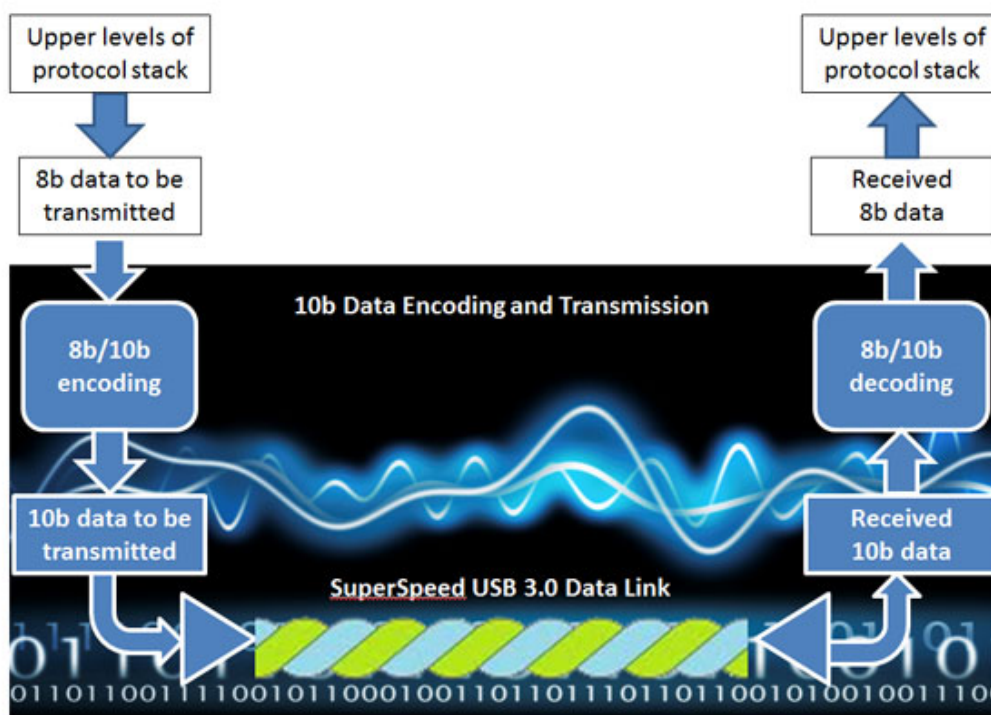 Upper levels of
protocol stack
8b data to be
transmitted
8b/10b
encoding
10b data to be
transmitted
10b Data Encoding and Transmission
SuperSpeed USB 3.0 Data Link
Upper levels of
protocol stack
Received
8b data
8b/10b
decoding
Received
10b data